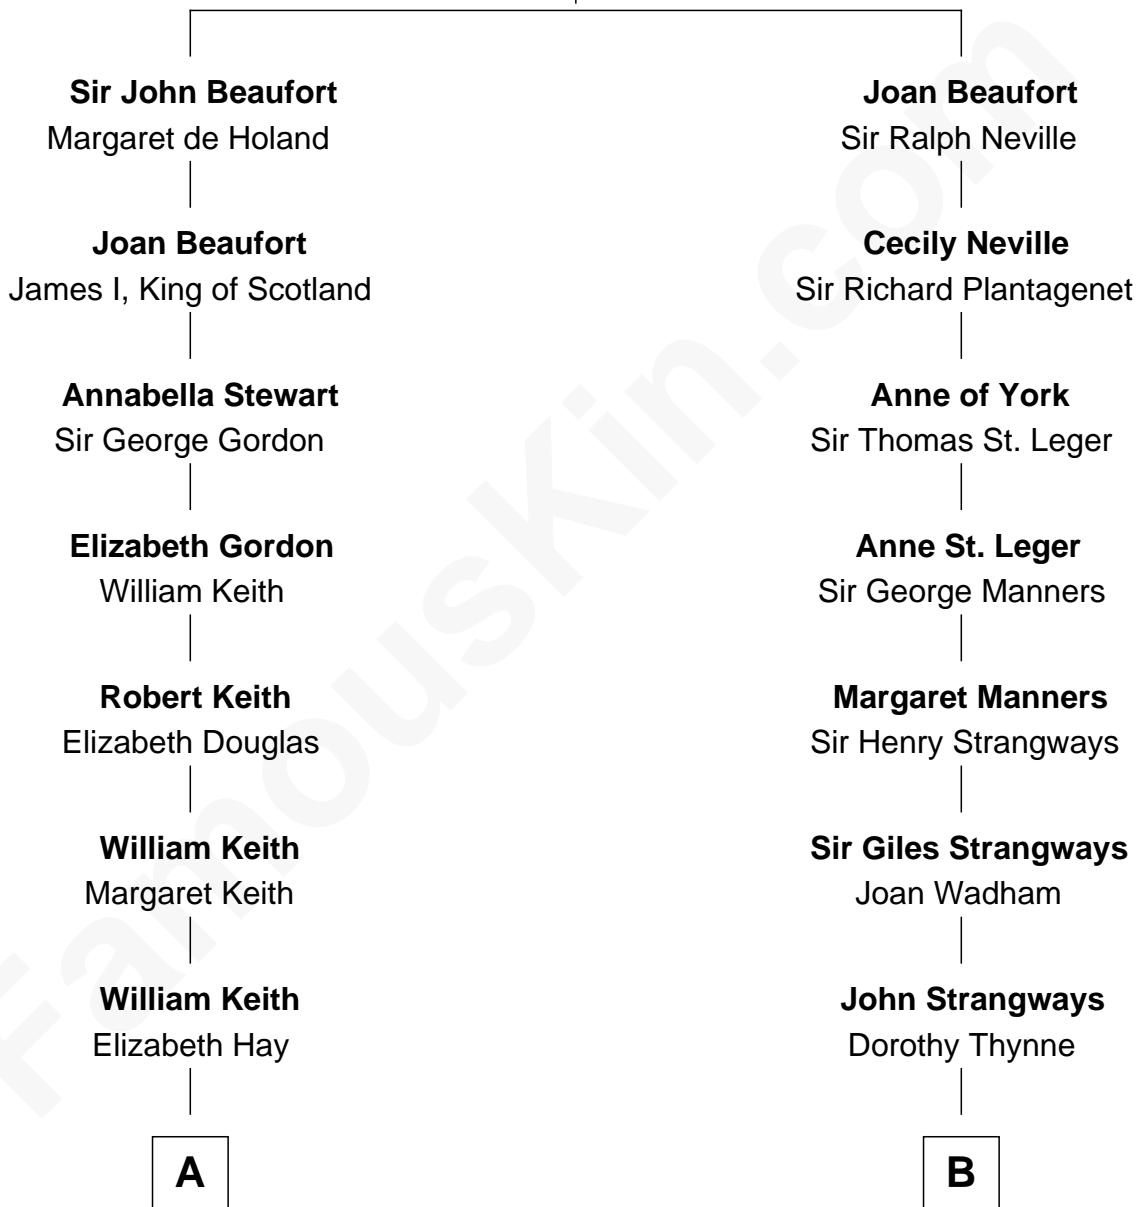 Sir John Beaufort
Margaret de Holand
Joan Beaufort
James I, King of Scotland
Annabella Stewart
Sir George Gordon
Elizabeth Gordon
William Keith
Robert Keith
Elizabeth Douglas
William Keith
Margaret Keith
William Keith
Elizabeth Hay
A
Joan Beaufort
Sir Ralph Neville
Cecily Neville
Sir Richard Plantagenet
Anne of York
Sir Thomas St. Leger
Anne St. Leger
Sir George Manners
Margaret Manners
Sir Henry Strangways
Sir Giles Strangways
Joan Wadham
John Strangways
Dorothy Thynne
B
FamousKin.com